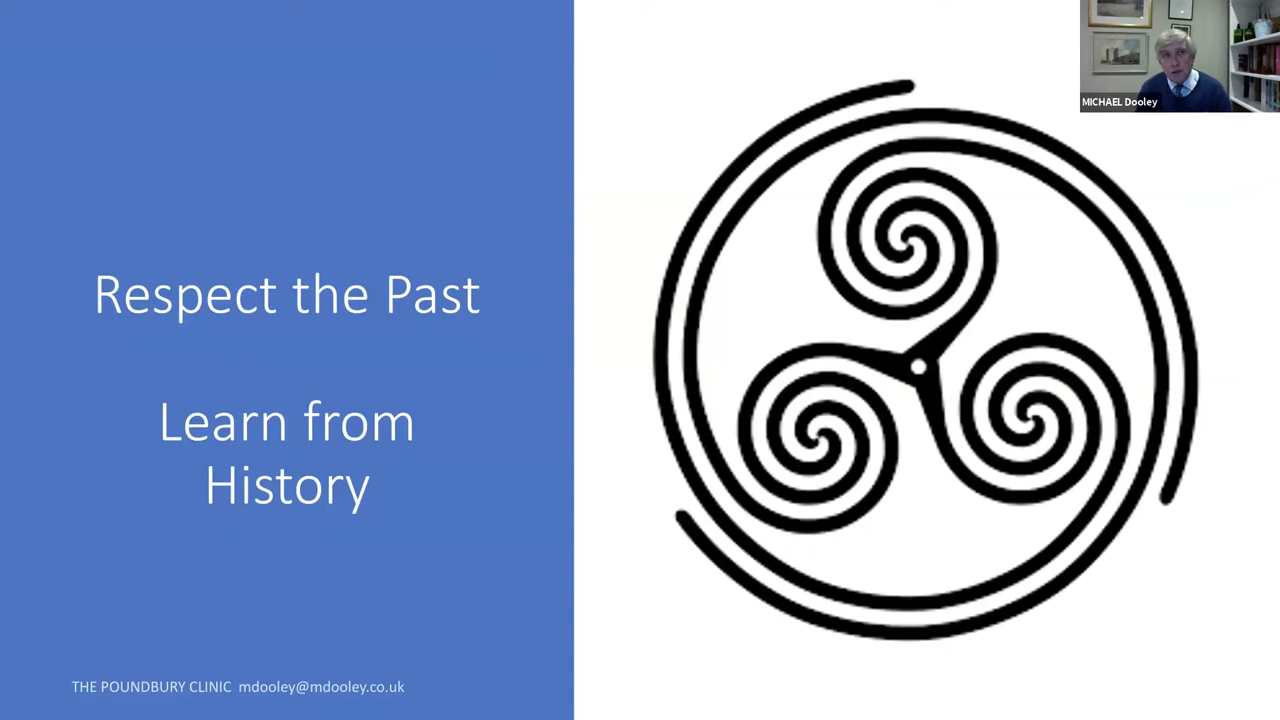 MICHAEL Dooley
Respect the Past
Learn from
History
THE POUNDBURY CLINIC mdooley@mdooley.co.uk